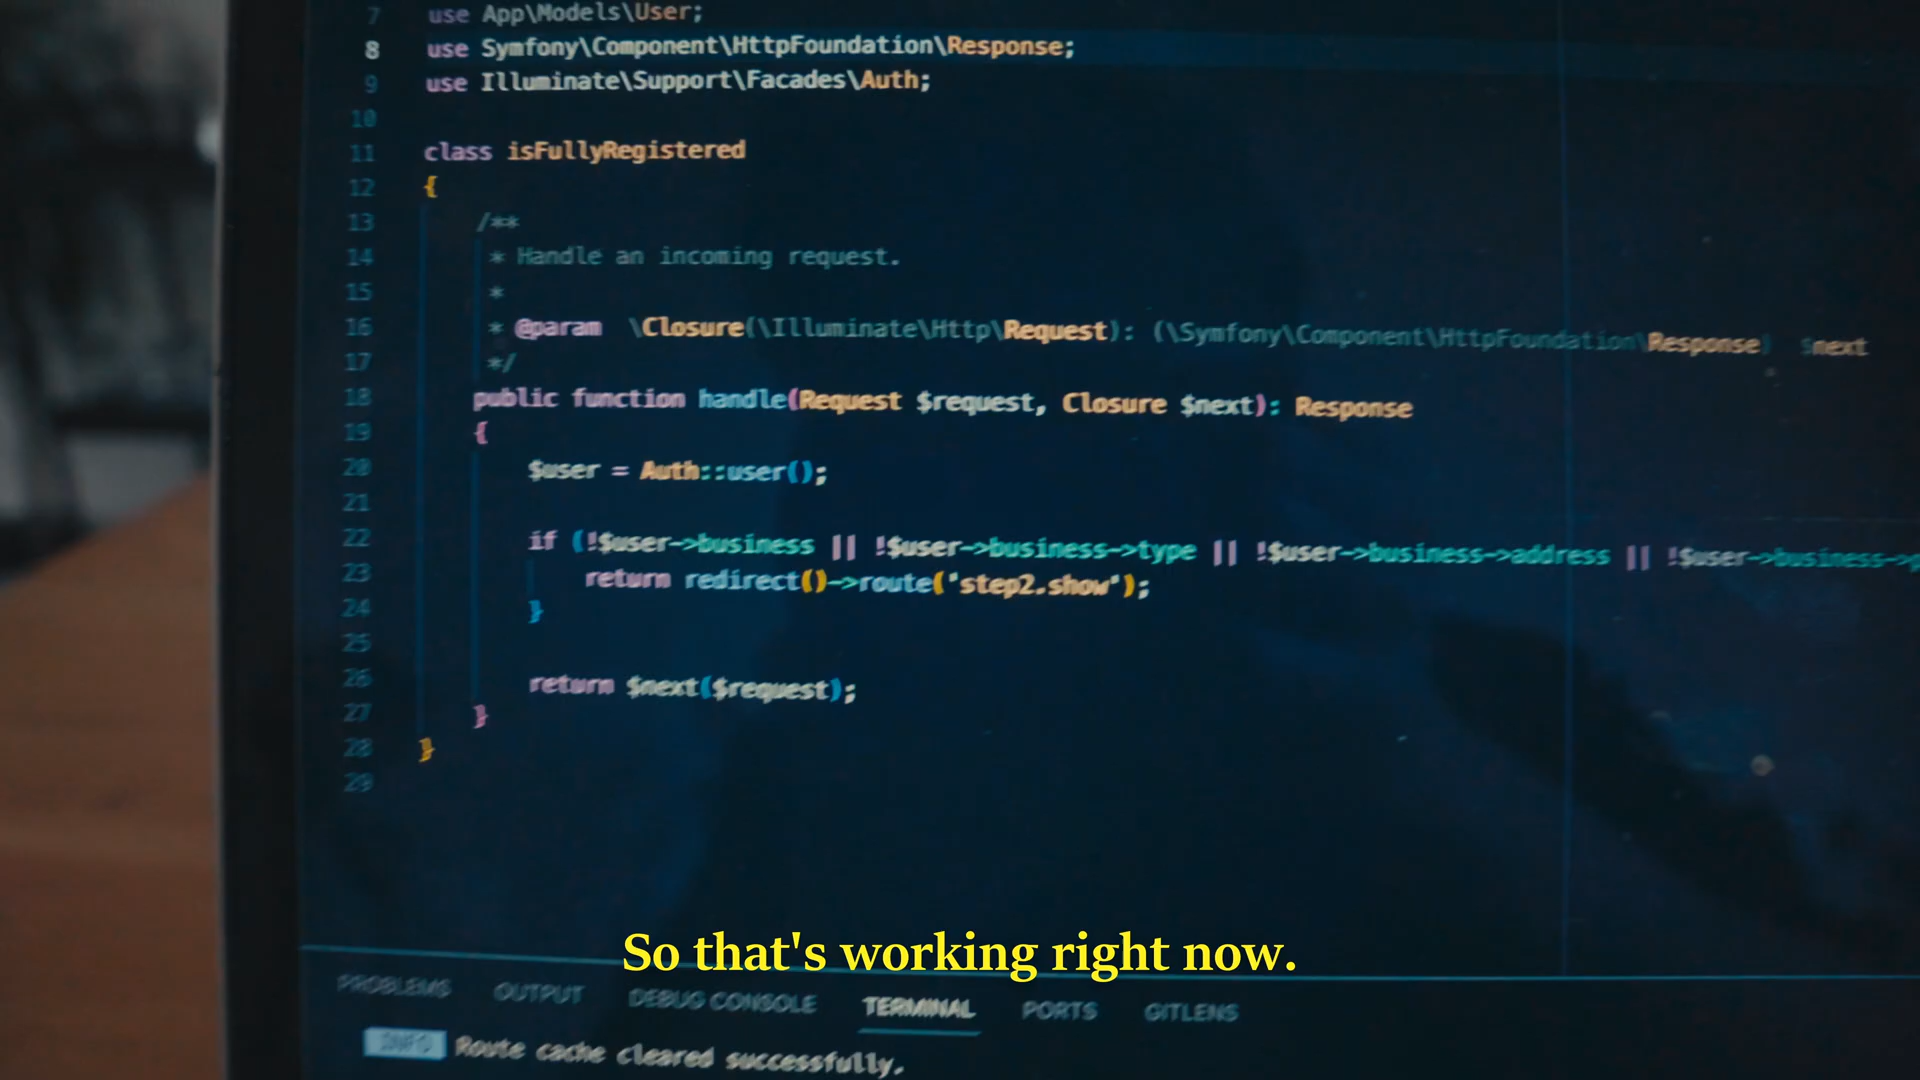 7 use App\Models\User;
8 use Symfony\Component\HttpFoundation\Response;
9 use Illuminate\Support\Facades\Auth;
10
11 class isFullyRegistered
12 {
13 /**
14 * Handle an incoming request.
15 *
16 * @param \Closure(\Illuminate\Http\Request): (\Symfony\Component\HttpFoundation\Response) $next
17 */
18 public function handle(Request $request, Closure $next): Response
19 {
20 $user = Auth::user();
21
22 if (!$user->business || !$user->business->type || !$user->business->address || !$user->business->
23 return redirect()->route('step2.show');
24 }
25
26 return $next($request);
27 }
28 }
29
So that's working right now.
PROBLEMS OUTPUT DEBUG CONSOLE TERMINAL PORTS GITLENS
INFO Route cache cleared successfully.